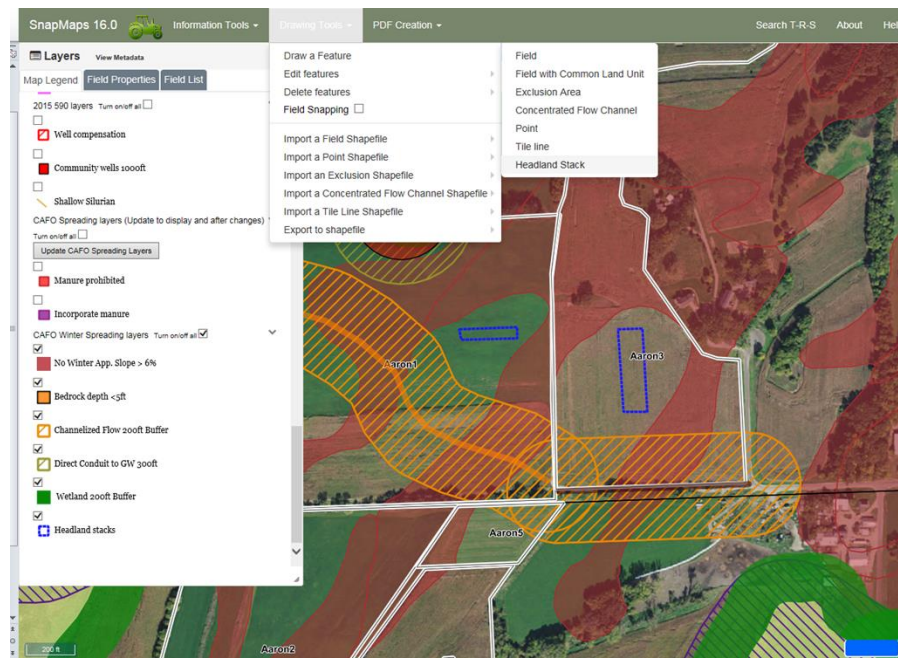 SnapMaps 16.0 Information Tools Drawing Tools PDF Creation Search T-R-S About Hel
Layers View Metadata
Map Legend Field Properties Field List
2015 590 layers Turn on/off all
Well compensation
Community wells 1000ft
Shallow Silurian
CAFO Spreading layers (Update to display and after changes)
Turn on/off all
Update CAFO Spreading Layers
Manure prohibited
Incorporate manure
CAFO Winter Spreading layers Turn on/off all
No Winter App. Slope > 6%
Bedrock depth <5ft
Channelized Flow 200ft Buffer
Direct Conduit to GW 300ft
Wetland 200ft Buffer
Headland stacks
Draw a Feature
Edit features
Delete features
Field Snapping
Import a Field Shapefile
Import a Point Shapefile
Import an Exclusion Shapefile
Import a Concentrated Flow Channel Shapefile
Import a Tile Line Shapefile
Export to shapefile
Field
Field with Common Land Unit
Exclusion Area
Concentrated Flow Channel
Point
Tile line
Headland Stack
Aaron1
Aaron3
Aaron5
Aaron2
200 ft